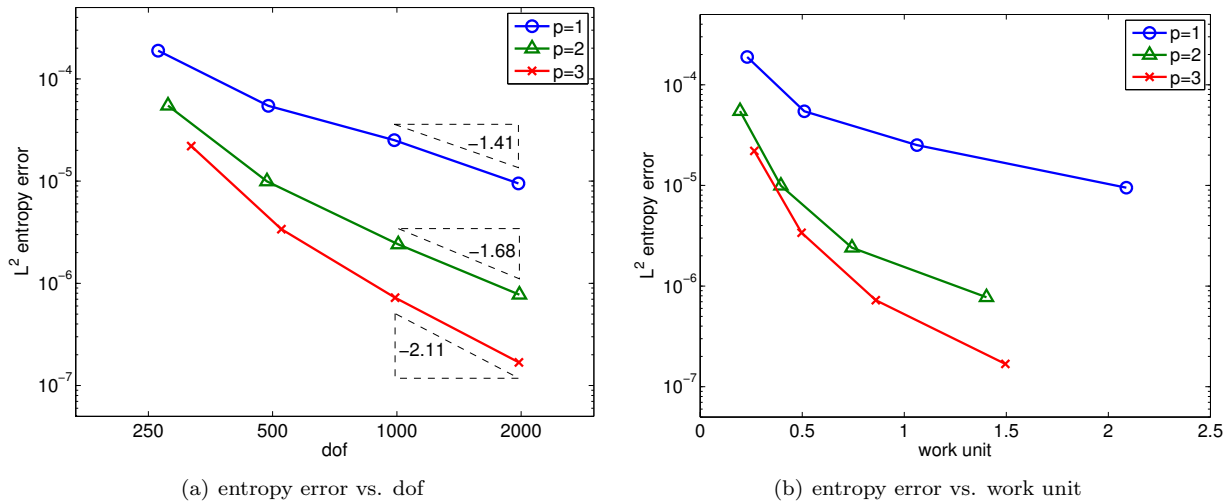 p=1
p=2
p=3
10⁻⁴
10⁻⁵
10⁻⁶
10⁻⁷
L² entropy error
−1.41
−1.68
−2.11
250
500
1000
2000
dof
(a) entropy error vs. dof
p=1
p=2
p=3
10⁻⁴
10⁻⁵
10⁻⁶
10⁻⁷
L² entropy error
0
0.5
1
1.5
2
2.5
work unit
(b) entropy error vs. work unit